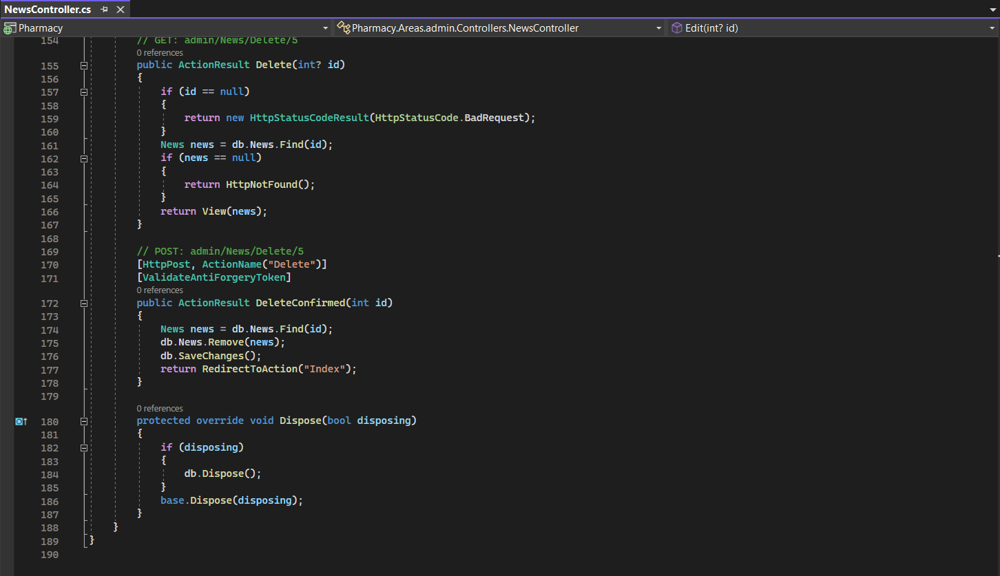 NewsController.cs
Pharmacy Pharmacy.Areas.admin.Controllers.NewsController Edit(int? id)
154 // GET: admin/News/Delete/5
0 references
155 public ActionResult Delete(int? id)
156 {
157 if (id == null)
158 {
159 return new HttpStatusCodeResult(HttpStatusCode.BadRequest);
160 }
161 News news = db.News.Find(id);
162 if (news == null)
163 {
164 return HttpNotFound();
165 }
166 return View(news);
167 }
168
169 // POST: admin/News/Delete/5
170 [HttpPost, ActionName("Delete")]
171 [ValidateAntiForgeryToken]
0 references
172 public ActionResult DeleteConfirmed(int id)
173 {
174 News news = db.News.Find(id);
175 db.News.Remove(news);
176 db.SaveChanges();
177 return RedirectToAction("Index");
178 }
179
0 references
180 protected override void Dispose(bool disposing)
181 {
182 if (disposing)
183 {
184 db.Dispose();
185 }
186 base.Dispose(disposing);
187 }
188 }
189 }
190